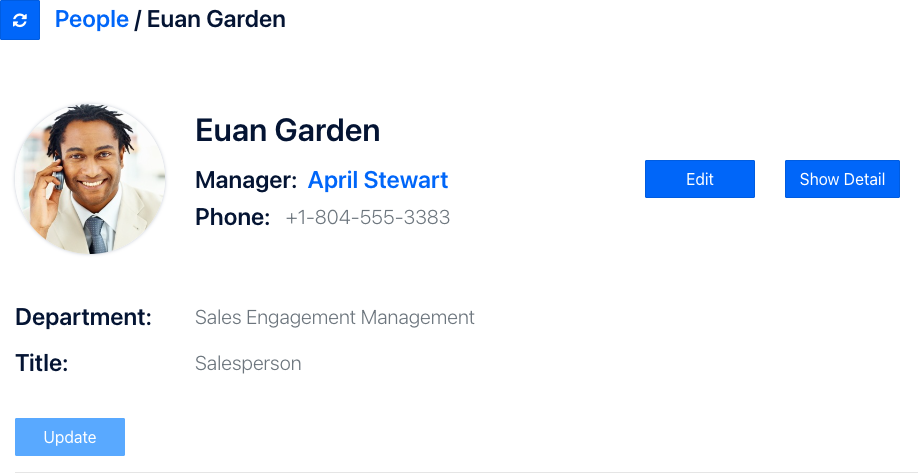 People / Euan Garden
Euan Garden
Manager: April Stewart
Edit
Show Detail
Phone: +1-804-555-3383
Department: Sales Engagement Management
Title: Salesperson
Update